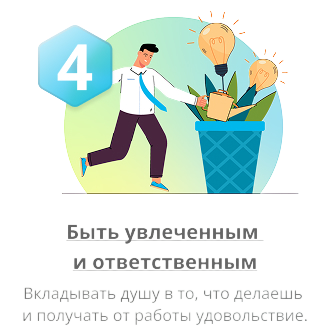 4
Быть увлеченным
и ответственным
Вкладывать душу в то, что делаешь
и получать от работы удовольствие.